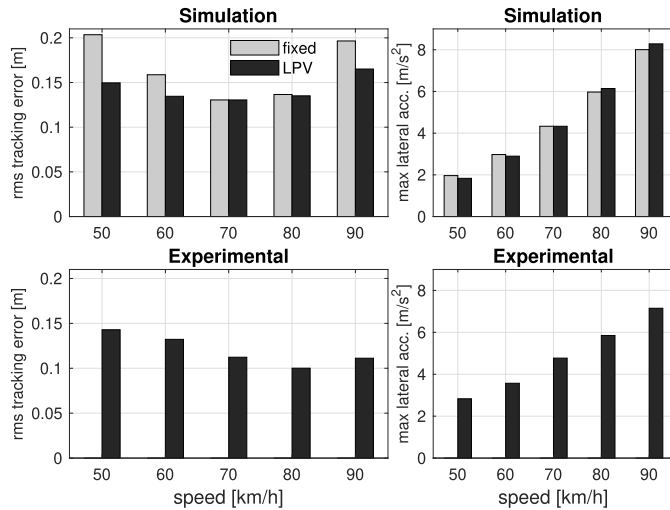 Simulation
rms tracking error [m]
0.2
0.15
0.1
0.05
0
fixed
LPV
50 60 70 80 90
Simulation
max lateral acc. [m/s²]
8
6
4
2
0
50 60 70 80 90
Experimental
rms tracking error [m]
0.2
0.15
0.1
0.05
0
50 60 70 80 90
speed [km/h]
Experimental
max lateral acc. [m/s²]
8
6
4
2
0
50 60 70 80 90
speed [km/h]